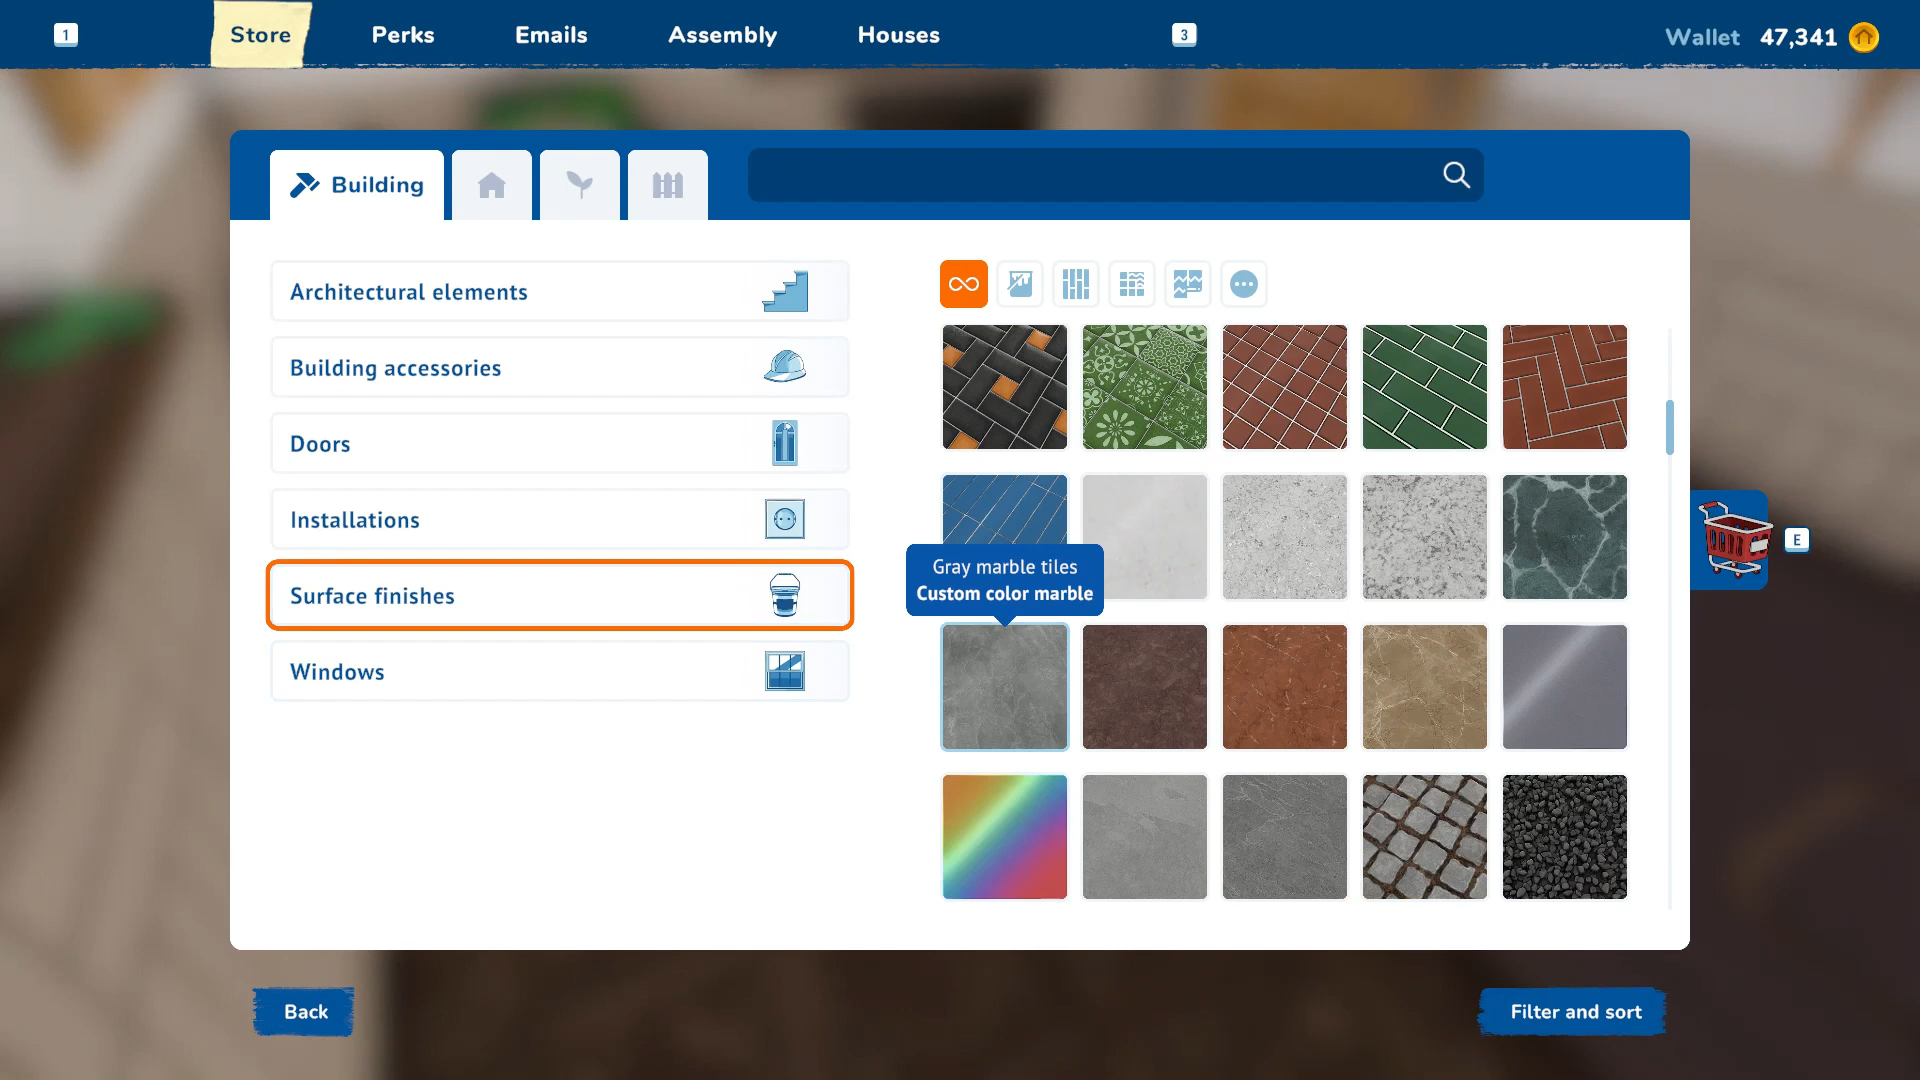 1
Store
Perks
Emails
Assembly
Houses
3
Wallet 47,341
Building
Architectural elements
Building accessories
Doors
Installations
Surface finishes
Windows
Gray marble tiles
Custom color marble
E
Back
Filter and sort